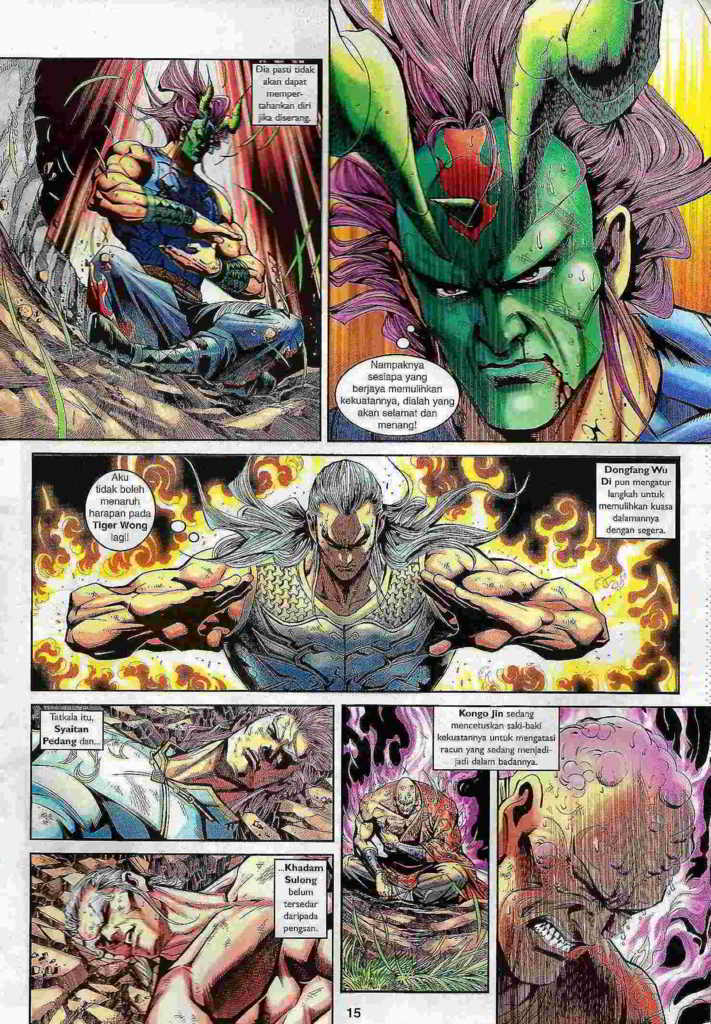 Dia pasti tidak
akan dapat
memper-
tahankan diri
jika diserang.
Nampaknya
sesiapa yang
berjaya memulihkan
kekuatannya, dialah yang
akan selamat dan
menang!
Aku
tidak boleh
menaruh
harapan pada
Tiger Wong
lagi!
Dongfang Wu
Di pun mengatur
langkah untuk
memulihkan kuasa
dalamannya
dengan segera.
Tatkala itu,
Syaitan
Pedang dan...
...Khadam
Sulong
belum
tersedar
daripada
pengsan.
Kongo Jin sedang
mencetuskan saki-baki
kekuatannya untuk mengatasi
racun yang sedang menjadi-
jadi dalam badannya.
15